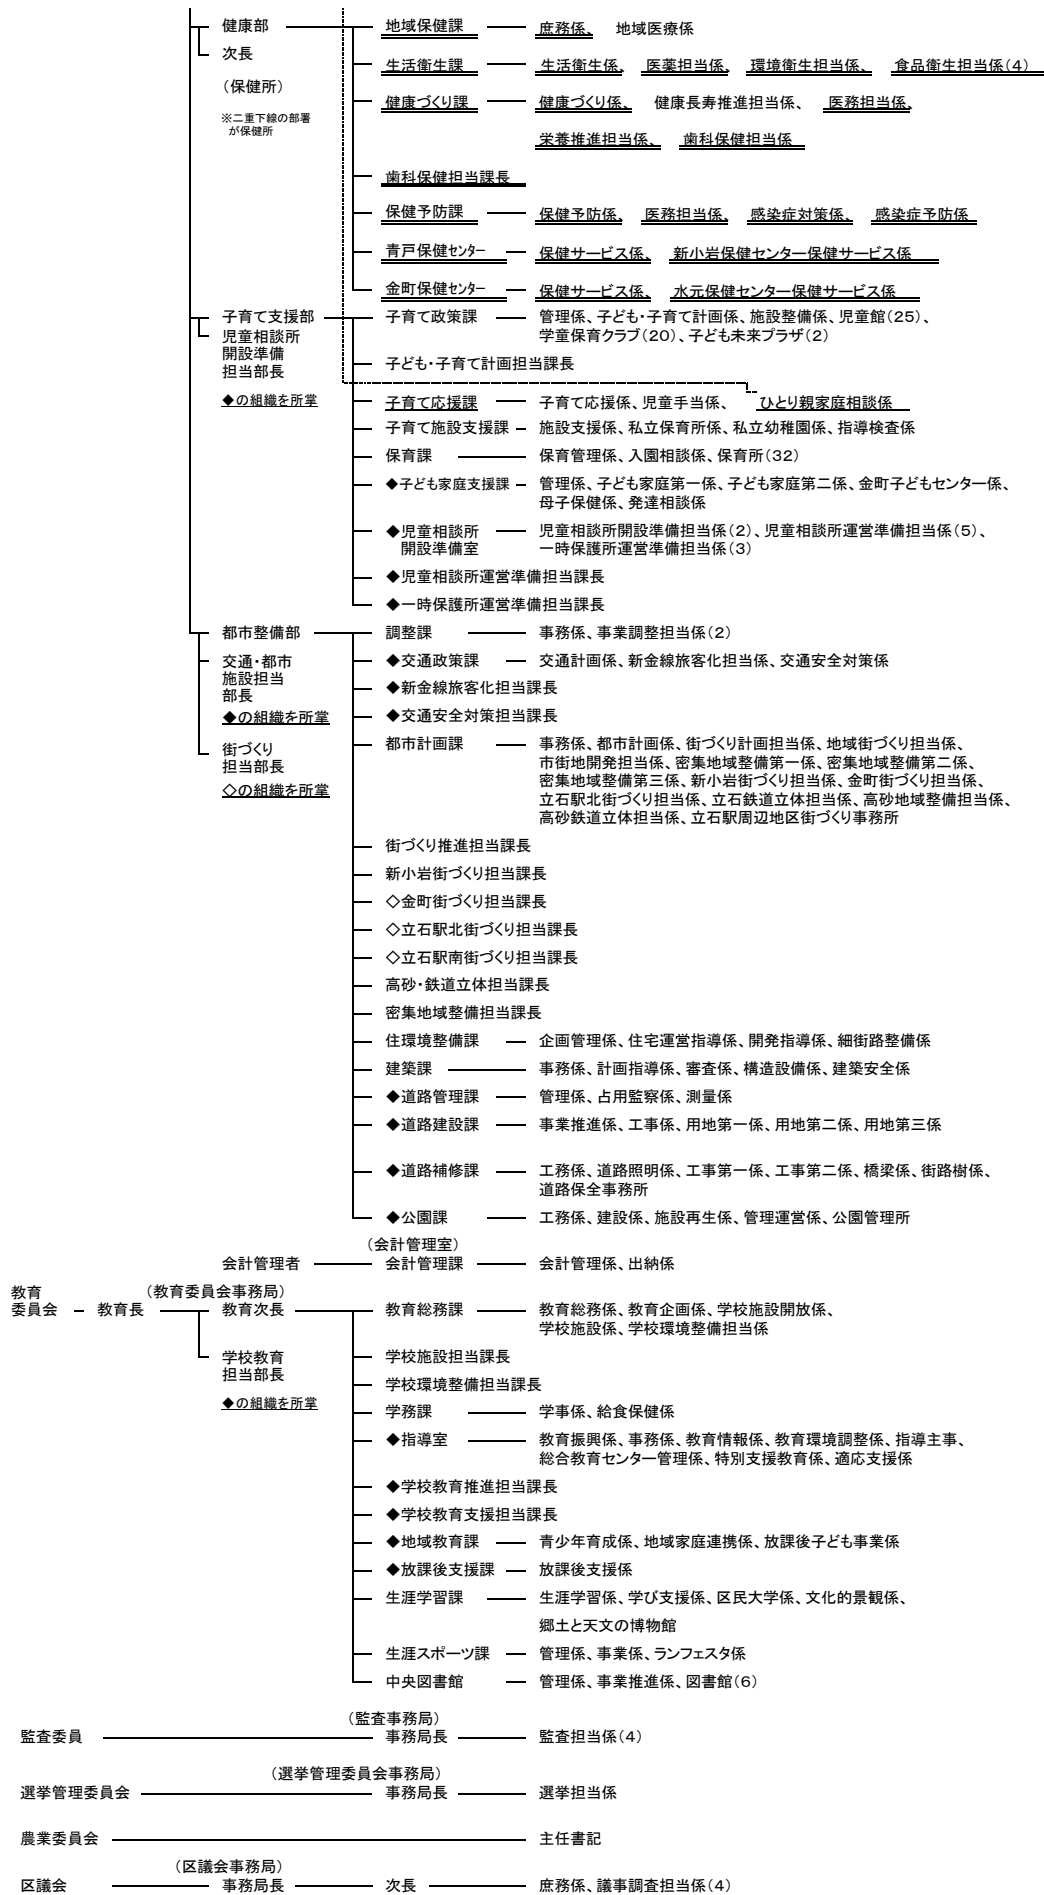 健康部 地域保健課 庶務係、 地域医療係
次長
(保健所)
※二重下線の部署
が保健所
生活衛生課 生活衛生係、 医薬担当係、 環境衛生担当係、 食品衛生担当係(4)
健康づくり課 健康づくり係、 健康長寿推進担当係、 医務担当係、
栄養推進担当係、 歯科保健担当係
歯科保健担当課長
保健予防課 保健予防係、 医務担当係、 感染症対策係、 感染症予防係
青戸保健センター 保健サービス係、 新小岩保健センター保健サービス係
金町保健センター 保健サービス係、 水元保健センター保健サービス係
子育て支援部 子育て政策課 管理係、子ども・子育て計画係、施設整備係、児童館(25)、
学童保育クラブ(20)、子ども未来プラザ(2)
児童相談所
開設準備
担当部長
◆の組織を所掌
子ども・子育て計画担当課長
子育て応援課 子育て応援係、児童手当係、 ひとり親家庭相談係
子育て施設支援課 施設支援係、私立保育所係、私立幼稚園係、指導検査係
保育課 保育管理係、入園相談係、保育所(32)
◆子ども家庭支援課 管理係、子ども家庭第一係、子ども家庭第二係、金町子どもセンター係、
母子保健係、発達相談係
◆児童相談所 児童相談所開設準備担当係(2)、児童相談所運営準備担当係(5)、
開設準備室 一時保護所運営準備担当係(3)
◆児童相談所運営準備担当課長
◆一時保護所運営準備担当課長
都市整備部 調整課 事務係、事業調整担当係(2)
交通・都市
施設担当
部長
◆の組織を所掌
街づくり
担当部長
◇の組織を所掌
◆交通政策課 交通計画係、新金線旅客化担当係、交通安全対策係
◆新金線旅客化担当課長
◆交通安全対策担当課長
都市計画課 事務係、都市計画係、街づくり計画担当係、地域街づくり担当係、
市街地開発担当係、密集地域整備第一係、密集地域整備第二係、
密集地域整備第三係、新小岩街づくり担当係、金町街づくり担当係、
立石駅北街づくり担当係、立石鉄道立体担当係、高砂地域整備担当係、
高砂鉄道立体担当係、立石駅周辺地区街づくり事務所
街づくり推進担当課長
新小岩街づくり担当課長
◇金町街づくり担当課長
◇立石駅北街づくり担当課長
◇立石駅南街づくり担当課長
高砂・鉄道立体担当課長
密集地域整備担当課長
住環境整備課 企画管理係、住宅運営指導係、開発指導係、細街路整備係
建築課 事務係、計画指導係、審査係、構造設備係、建築安全係
◆道路管理課 管理係、占用監察係、測量係
◆道路建設課 事業推進係、工事係、用地第一係、用地第二係、用地第三係
◆道路補修課 工務係、道路照明係、工事第一係、工事第二係、橋梁係、街路樹係、
道路保全事務所
◆公園課 工務係、建設係、施設再生係、管理運営係、公園管理所
(会計管理室)
会計管理者 会計管理課 会計管理係、出納係
教育
委員会 教育長
(教育委員会事務局)
教育次長 教育総務課 教育総務係、教育企画係、学校施設開放係、
学校施設係、学校環境整備担当係
学校教育
担当部長
◆の組織を所掌
学校施設担当課長
学校環境整備担当課長
学務課 学事係、給食保健係
◆指導室 教育振興係、事務係、教育情報係、教育環境調整係、指導主事、
総合教育センター管理係、特別支援教育係、適応支援係
◆学校教育推進担当課長
◆学校教育支援担当課長
◆地域教育課 青少年育成係、地域家庭連携係、放課後子ども事業係
◆放課後支援課 放課後支援係
生涯学習課 生涯学習係、学び支援係、区民大学係、文化的景観係、
郷土と天文の博物館
生涯スポーツ課 管理係、事業係、ランフェスタ係
中央図書館 管理係、事業推進係、図書館(6)
(監査事務局)
監査委員 事務局長 監査担当係(4)
(選挙管理委員会事務局)
選挙管理委員会 事務局長 選挙担当係
農業委員会 主任書記
(区議会事務局)
区議会 事務局長 次長 庶務係、議事調査担当係(4)